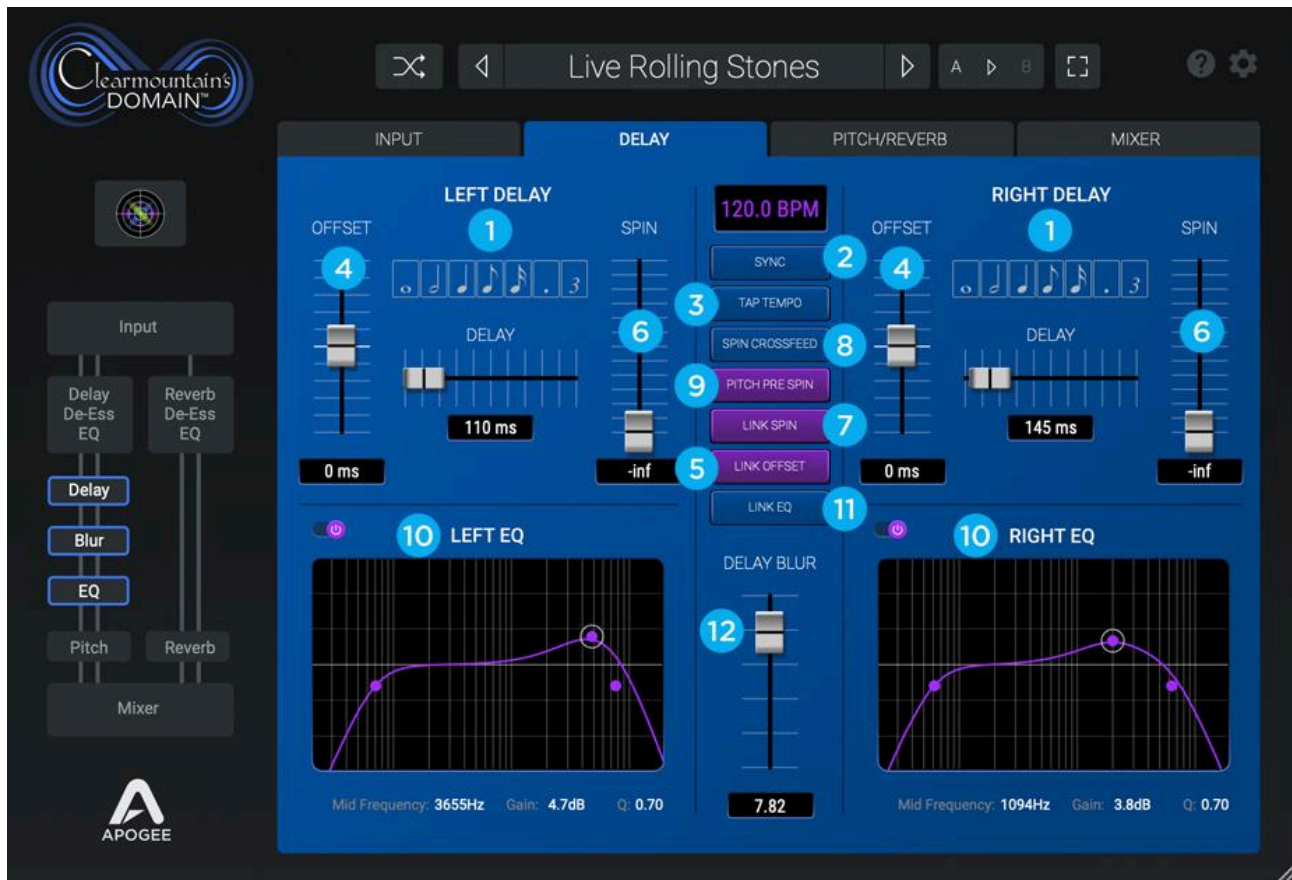 Clearmountain's
DOMAIN™
Live Rolling Stones
A B
?
INPUT
DELAY
PITCH/REVERB
MIXER
LEFT DELAY
OFFSET
1
SPIN
4
. 3
DELAY
6
110 ms
0 ms
-inf
120.0 BPM
SYNC
2
3
TAP TEMPO
SPIN CROSSFEED
8
9
PITCH PRE SPIN
LINK SPIN
7
5
LINK OFFSET
LINK EQ
11
RIGHT DELAY
OFFSET
1
SPIN
4
. 3
DELAY
6
145 ms
0 ms
-inf
Input
Delay
De-Ess
EQ
Reverb
De-Ess
EQ
Delay
Blur
EQ
Pitch
Reverb
Mixer
APOGEE
10
LEFT EQ
Mid Frequency: 3655Hz Gain: 4.7dB Q: 0.70
DELAY BLUR
12
7.82
10
RIGHT EQ
Mid Frequency: 1094Hz Gain: 3.8dB Q: 0.70